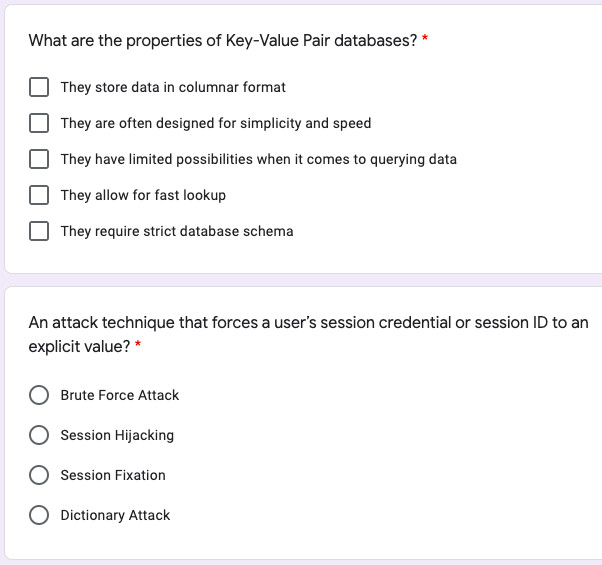 What are the properties of Key-Value Pair databases? *
They store data in columnar format
They are often designed for simplicity and speed
They have limited possibilities when it comes to querying data
They allow for fast lookup
They require strict database schema
An attack technique that forces a user’s session credential or session ID to an
explicit value? *
Brute Force Attack
Session Hijacking
Session Fixation
Dictionary Attack